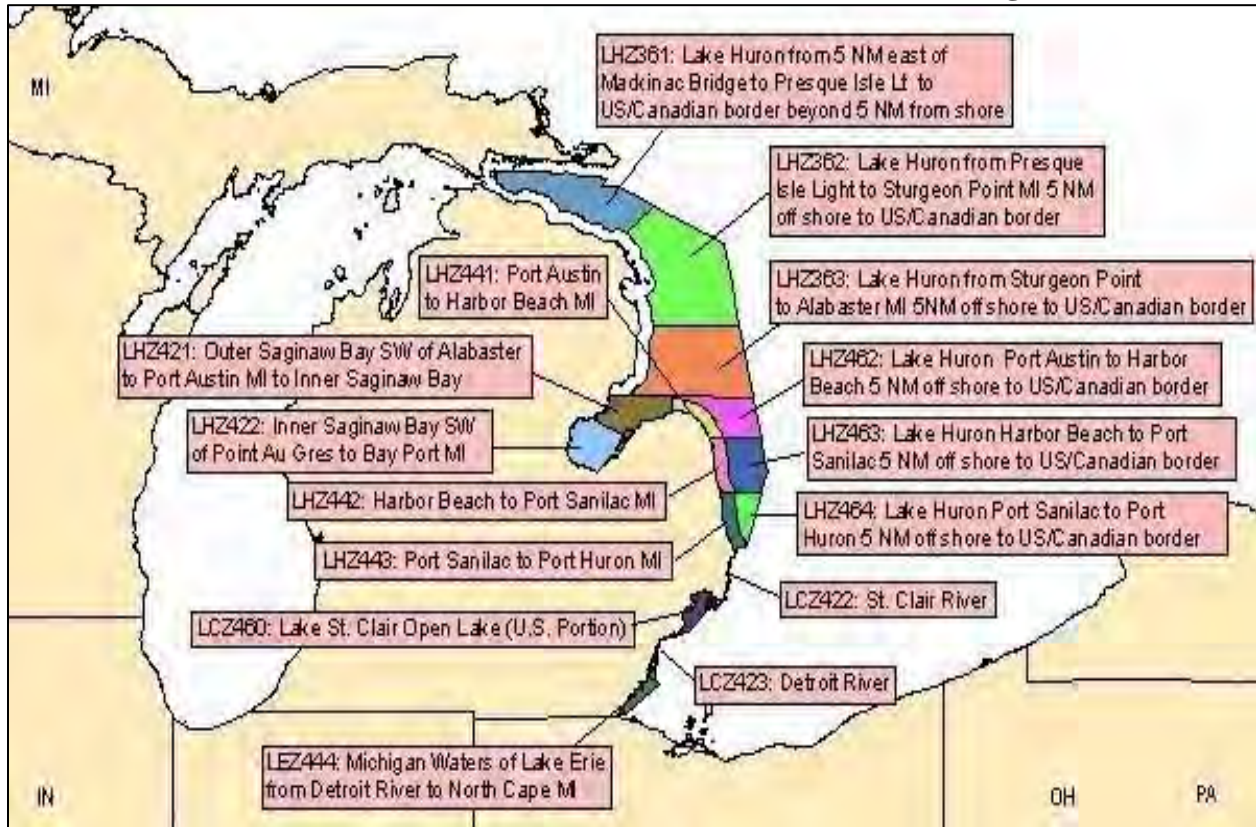 LHZ361: Lake Huron from 5 NM east of
Mackinac Bridge to Presque Isle Lt to
US/Canadian border beyond 5 NM from shore
MI
LHZ362: Lake Huron from Presque
Isle Light to Sturgeon Point MI 5 NM
off shore to US/Canadian border
LHZ441: Port Austin
to Harbor Beach MI
LHZ363: Lake Huron from Sturgeon Point
to Alabaster MI 5NM off shore to US/Canadian border
LHZ421: Outer Saginaw Bay SW of Alabaster
to Port Austin MI to Inner Saginaw Bay
LHZ462: Lake Huron Port Austin to Harbor
Beach 5 NM off shore to US/Canadian border
LHZ422: Inner Saginaw Bay SW
of Point Au Gres to Bay Port MI
LHZ463: Lake Huron Harbor Beach to Port
Sanilac 5 NM off shore to US/Canadian border
LHZ442: Harbor Beach to Port Sanilac MI
LHZ464: Lake Huron Port Sanilac to Port
Huron 5 NM off shore to US/Canadian border
LHZ443: Port Sanilac to Port Huron MI
LCZ422: St. Clair River
LCZ460: Lake St. Clair Open Lake (U.S. Portion)
LCZ423: Detroit River
LEZ444: Michigan Waters of Lake Erie
from Detroit River to North Cape MI
IN
OH
PA